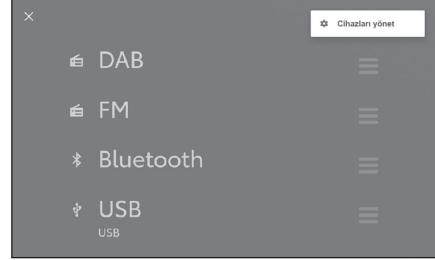 Cihazları yönet
DAB
FM
Bluetooth
USB
USB